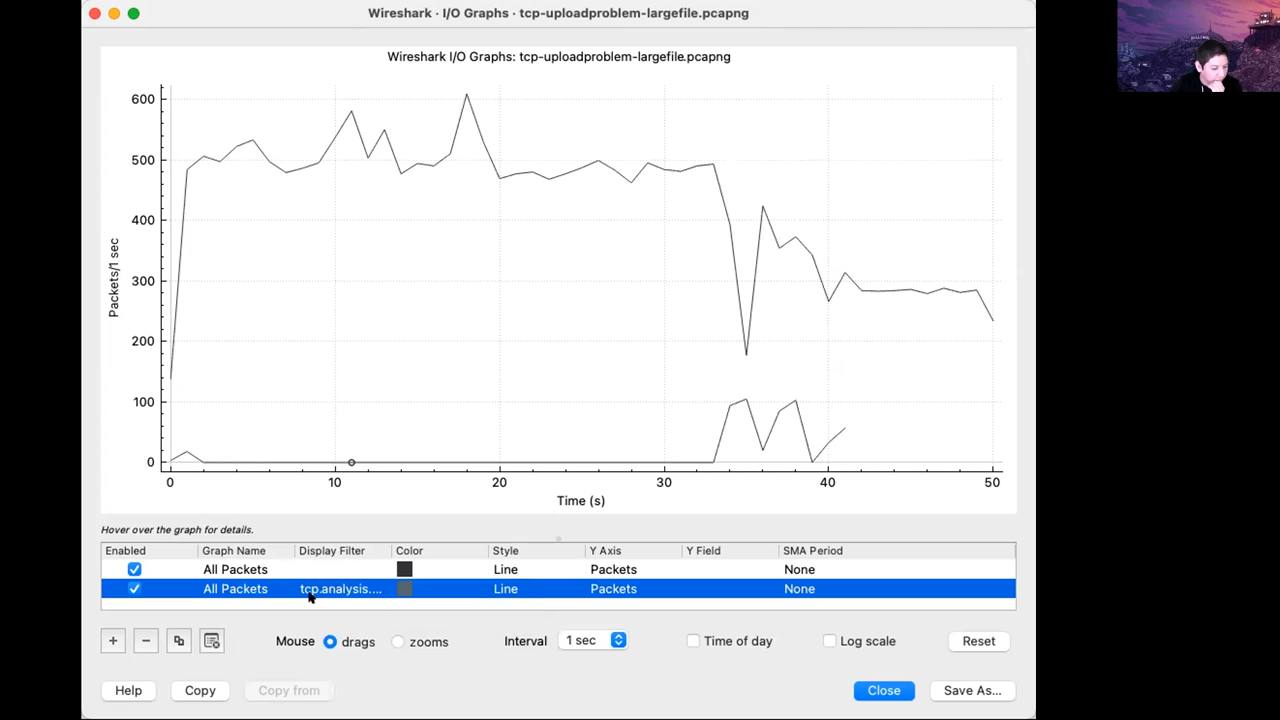 Wireshark · I/O Graphs · tcp-uploadproblem-largefile.pcapng
Wireshark I/O Graphs: tcp-uploadproblem-largefile.pcapng
600
500
400
300
200
100
0
Packets/1 sec
0 10 20 30 40 50
Time (s)
Hover over the graph for details.
Enabled Graph Name Display Filter Color Style Y Axis Y Field SMA Period
All Packets Line Packets None
All Packets tcp.analysis.… Line Packets None
+ − Mouse drags zooms Interval 1 sec Time of day Log scale Reset
Help Copy Copy from Close Save As…